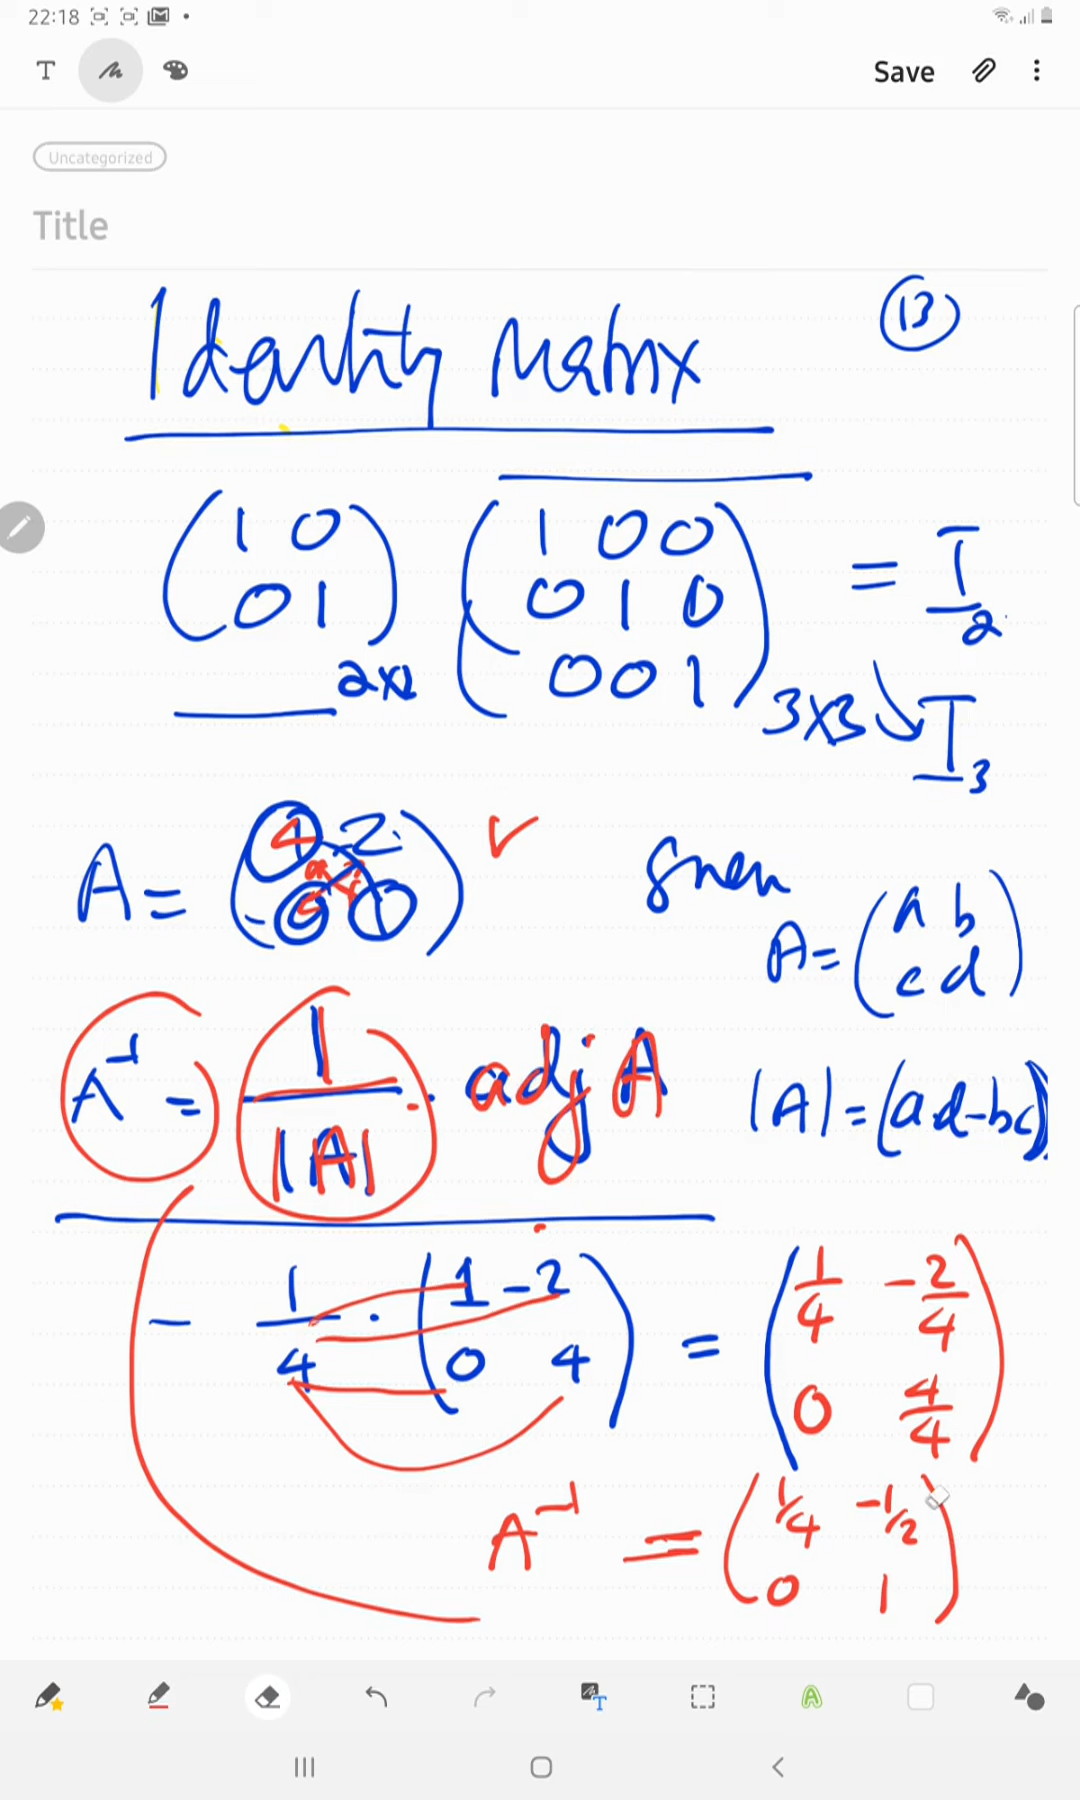 22:18
T
Save
Uncategorized
Title
Identity Matrix
13
( 1 0 ) ( 1 0 0 ) = I2
( 0 1 ) ( 0 1 0 )
2x2 ( 0 0 1 ) 3x3 I3
A = ( 4 2 )
( -0 1 )
A = ( a b )
( c d )
A⁻¹ = 1/|A| . adj A
|A| = (ad-bc)
- 1/4 . ( 1 -2 ) = ( 1/4 -2/4 )
( 0 4 ) ( 0 4/4 )
A⁻¹ = ( 1/4 -1/2 )
( 0 1 )